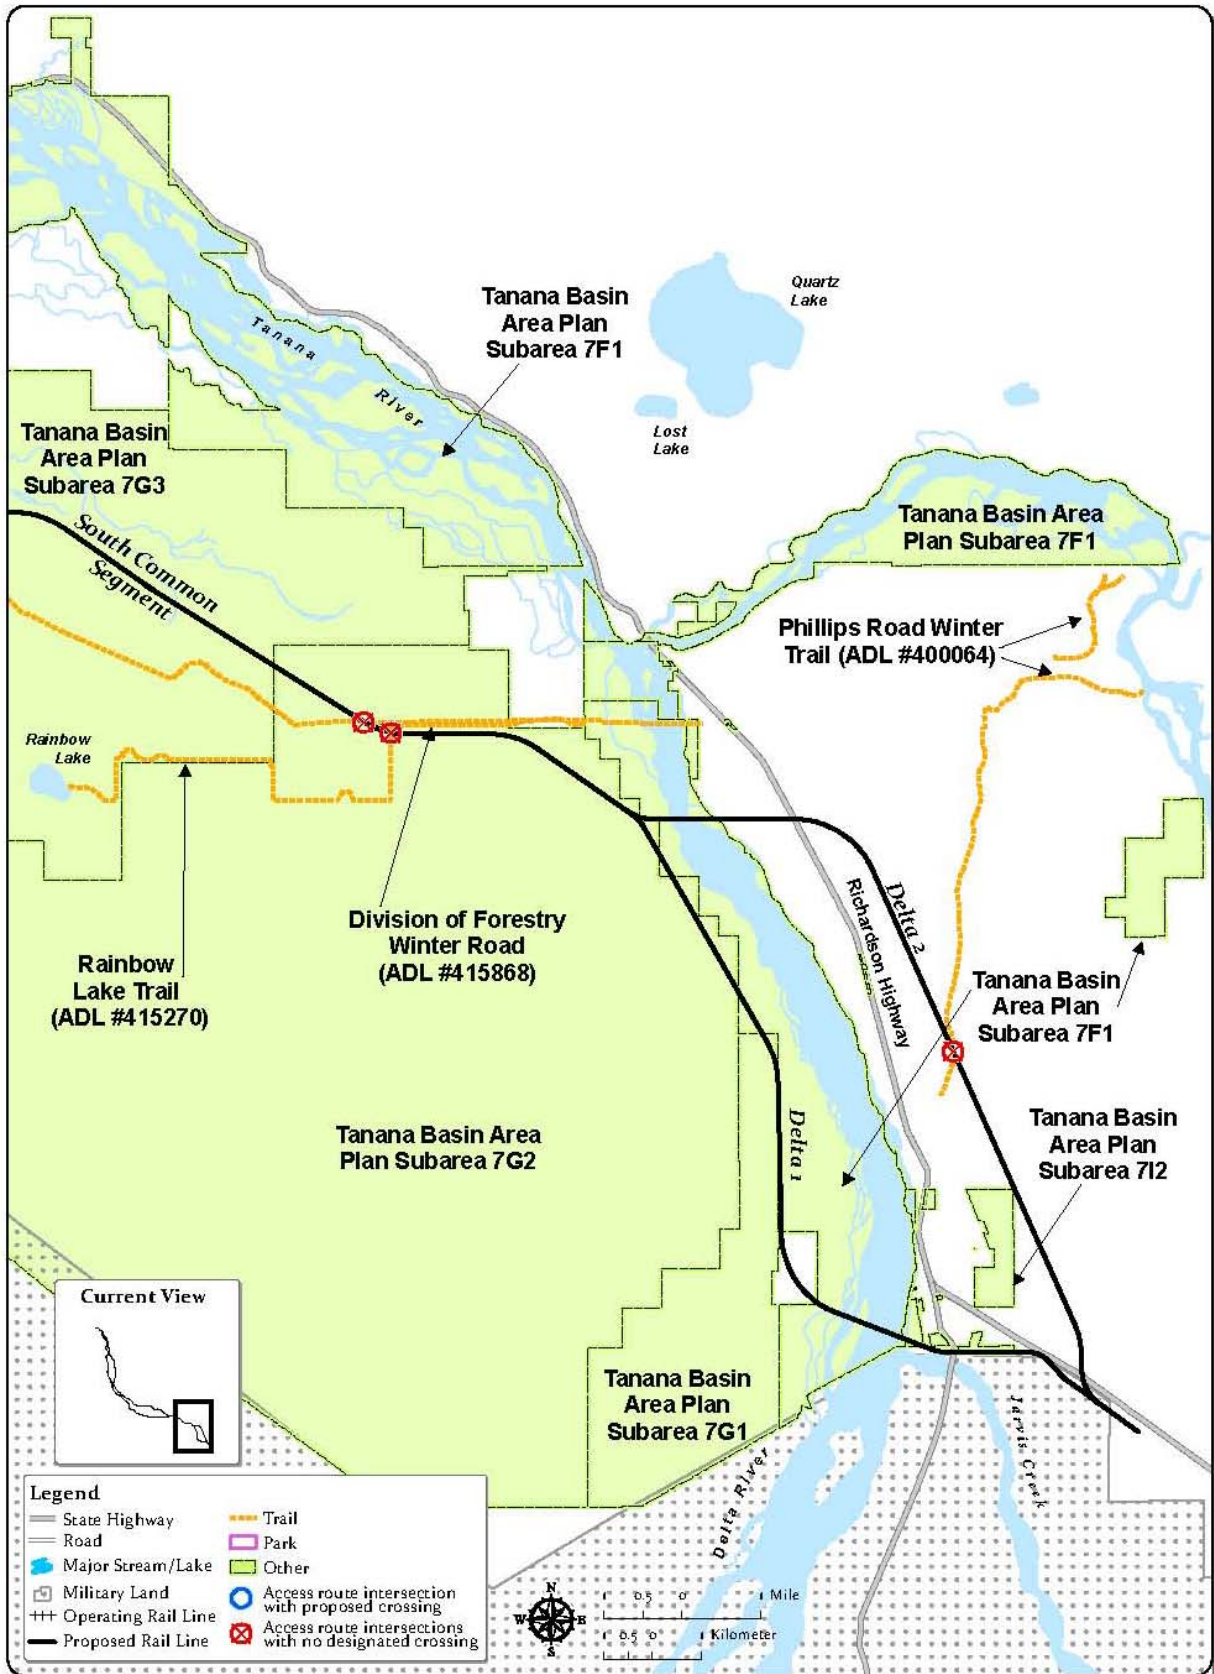 Quartz
Lake
Tanana Basin
Area Plan
Subarea 7F1
Tanana
River
Lost
Lake
Tanana Basin
Area Plan
Subarea 7G3
Tanana Basin Area
Plan Subarea 7F1
South Common
Segment
Phillips Road Winter
Trail (ADL #400064)
Rainbow
Lake
Division of Forestry
Winter Road
(ADL #415868)
Rainbow
Lake Trail
(ADL #415270)
Delta 2
Richardson Highway
Tanana Basin
Area Plan
Subarea 7F1
Tanana Basin Area
Plan Subarea 7G2
Delta 1
Tanana Basin
Area Plan
Subarea 7I2
Tanana Basin
Area Plan
Subarea 7G1
Jarvis Creek
Delta River
Current View
Legend
State Highway
Road
Major Stream/Lake
Military Land
Operating Rail Line
Proposed Rail Line
Trail
Park
Other
Access route intersection
with proposed crossing
Access route intersections
with no designated crossing
N
W E
S
0.5 0 Mile
0.5 0 Kilometer